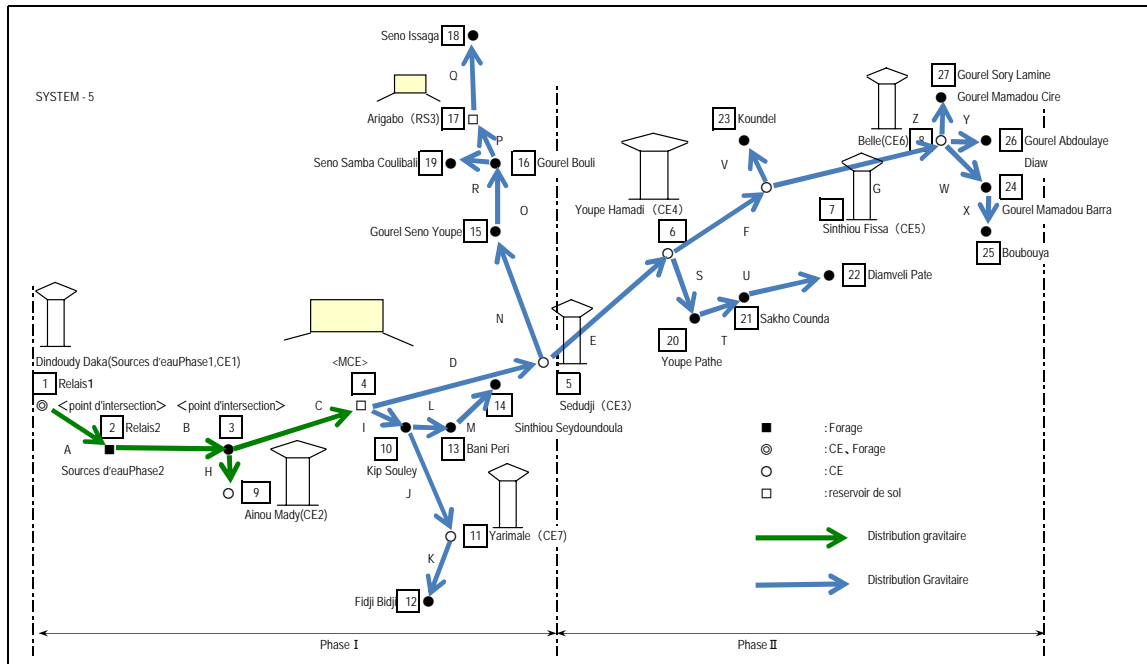 Seno Issaga
18
Q
SYSTEM - 5
Arigabo（RS3）
17
P
Seno Samba Coulibali
19
16
Gourel Bouli
R
O
Gourel Seno Youpe
15
N
27
Gourel Sory Lamine
Gourel Mamadou Cire
Z
Y
23
Koundel
Belle(CE6)
8
26
Gourel Abdoulaye
Diaw
V
G
W
24
Gourel Mamadou Barra
Youpe Hamadi（CE4）
7
X
Sinthiou Fissa（CE5）
6
F
25
Boubouya
S
U
22
Diamveli Pate
21
Sakho Counda
20
T
Youpe Pathe
E
Dindoudy Daka(Sources d'eauPhase1,CE1)
<MCE>
D
1
Relais1
4
5
Sedudji (CE3)
<point d'intersection>
<point d'intersection>
C
L
14
Sinthiou Seydoundoula
2
Relais2
B
3
I
M
A
10
13
Bani Peri
Sources d'eauPhase2
H
Kip Souley
9
J
Ainou Mady(CE2)
11
Yarimale（CE7）
K
Fidji Bidji
12
:Forage
:CE、Forage
:CE
:reservoir de sol
Distribution gravitaire
Distribution Gravitaire
Phase Ⅰ
Phase Ⅱ